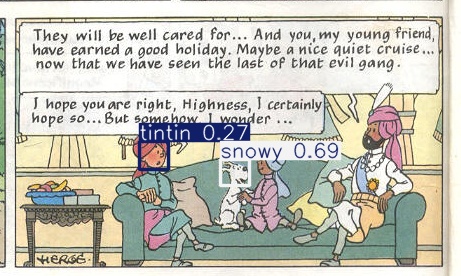 They will be well cared for... And you, my young friend,
have earned a good holiday. Maybe a nice quiet cruise...
now that we have seen the last of that evil gang.
I hope you are right, Highness, I certainly
hope so... But somehow I wonder ...
tintin 0.27
snowy 0.69
HERGÉ